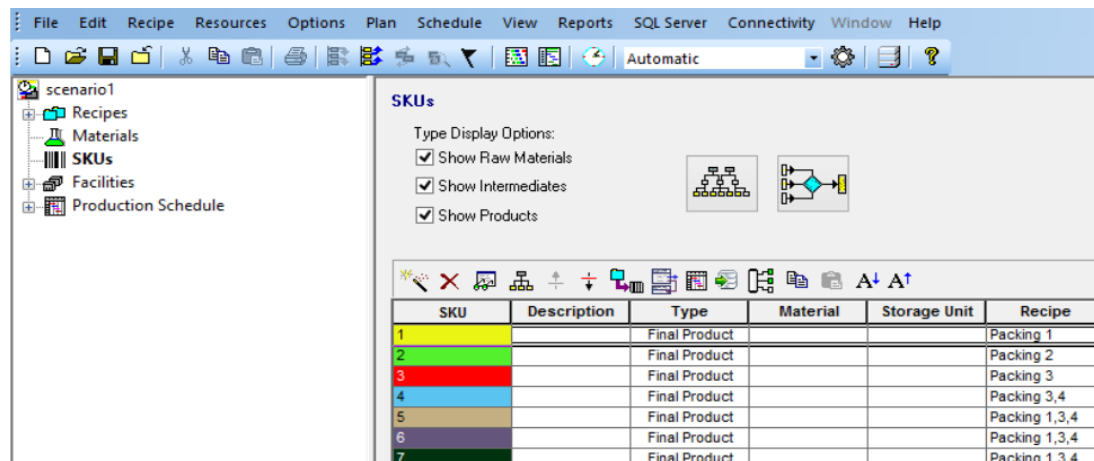 File Edit Recipe Resources Options Plan Schedule View Reports SQL Server Connectivity Window Help
Automatic
scenario1
Recipes
Materials
SKUs
Facilities
Production Schedule
SKUs
Type Display Options:
Show Raw Materials
Show Intermediates
Show Products
SKU Description Type Material Storage Unit Recipe
1 Final Product Packing 1
2 Final Product Packing 2
3 Final Product Packing 3
4 Final Product Packing 3,4
5 Final Product Packing 1,3,4
6 Final Product Packing 1,3,4
7 Final Product Packing 1,3,4